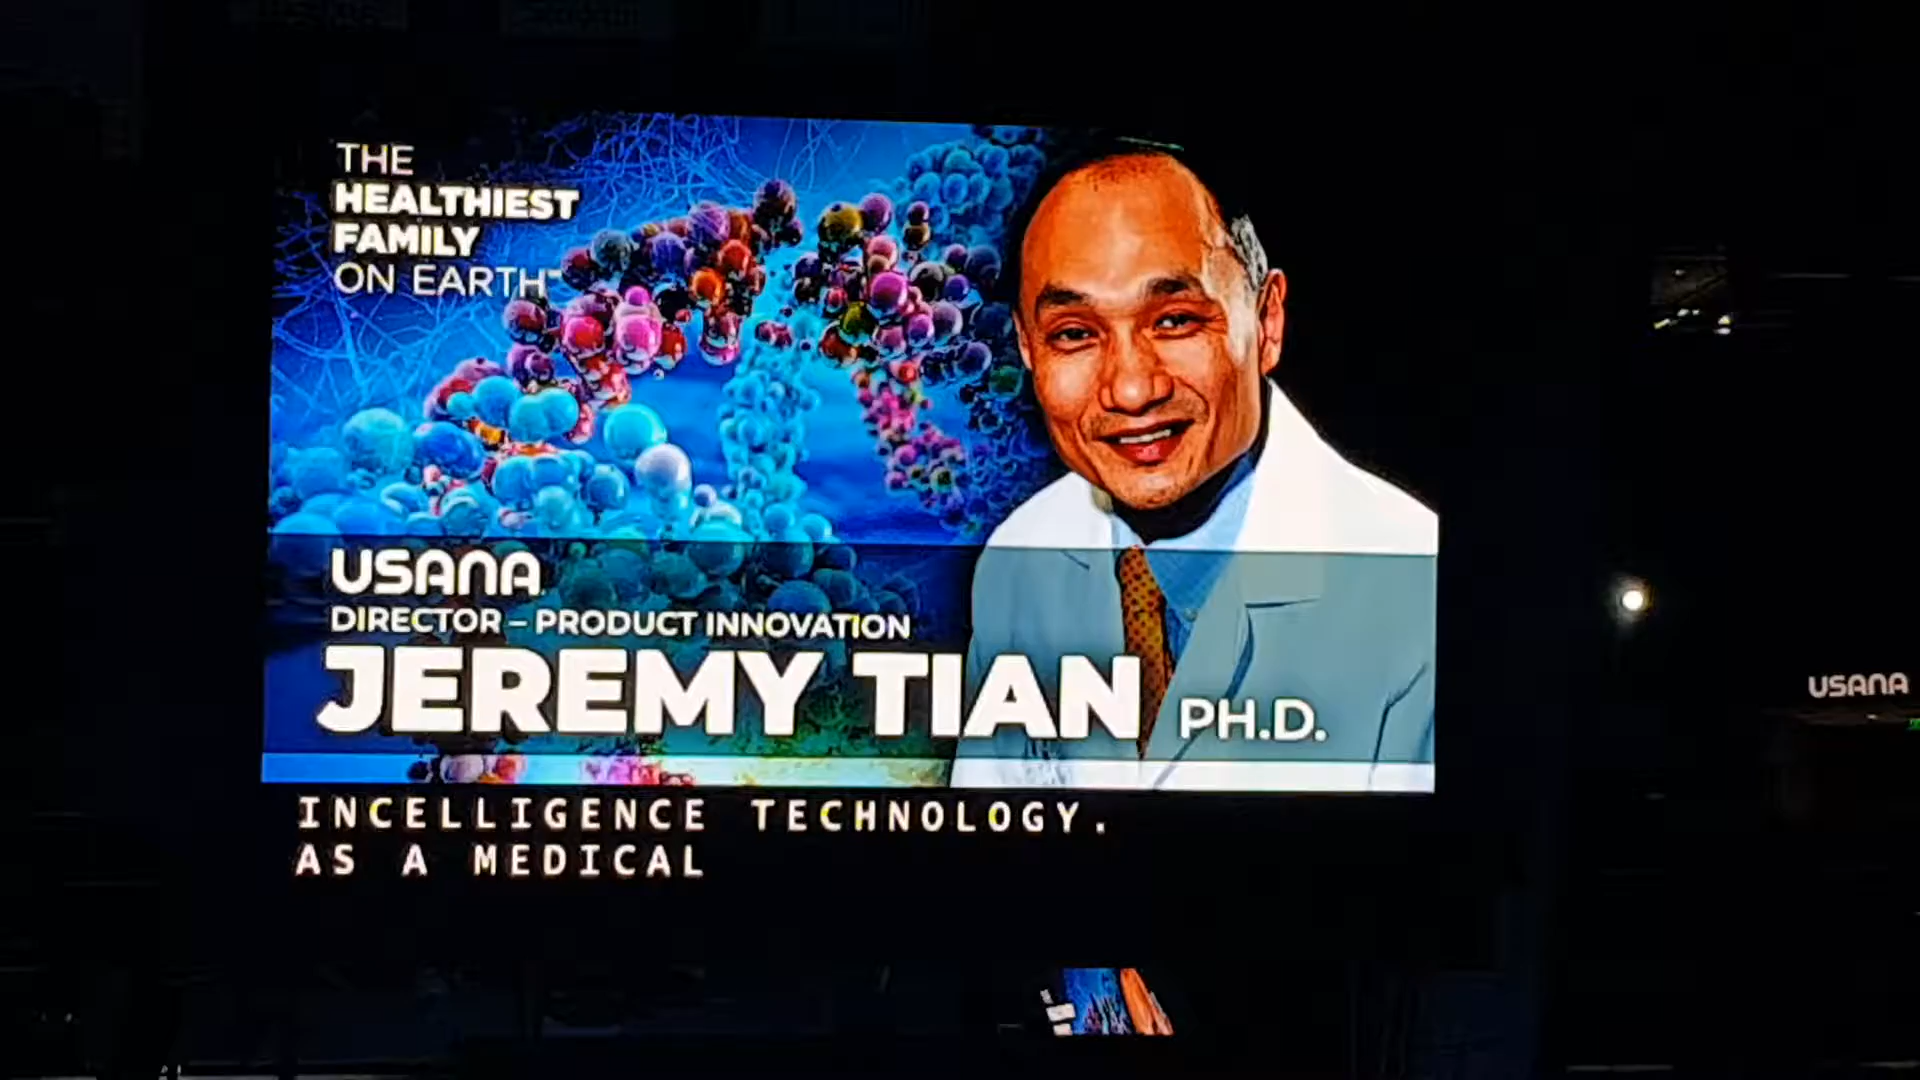 THE
HEALTHIEST
FAMILY
ON EARTH™
USANA
DIRECTOR – PRODUCT INNOVATION
JEREMY TIAN PH.D.
INCELLIGENCE TECHNOLOGY.
AS A MEDICAL
USANA